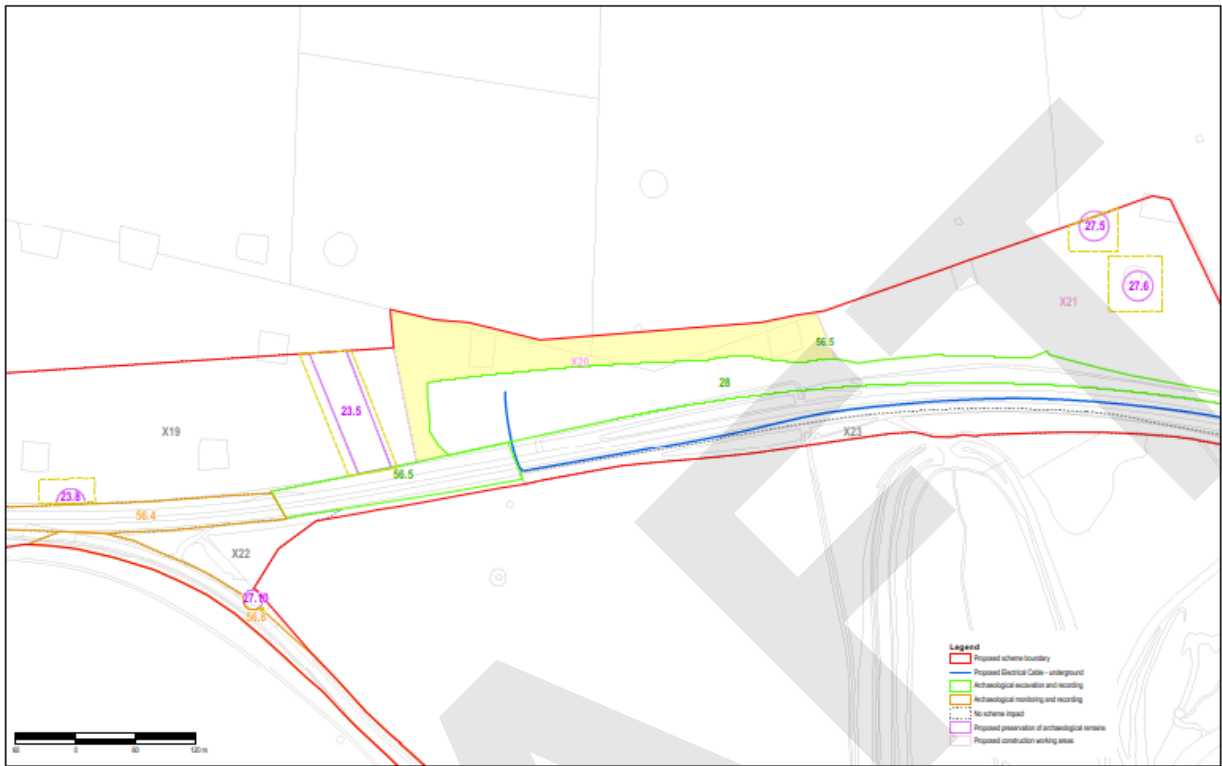 27.5
27.6
X21
56.5
X20
28
23.5
X19
X23
56.5
23.8
56.4
X22
27.10
56.6
Legend
Proposed scheme boundary
Proposed Electrical Cable - underground
Archaeological excavation and recording
Archaeological monitoring and recording
No scheme impact
Proposed preservation of archaeological remains
Proposed construction working areas
60 0 60 120 m